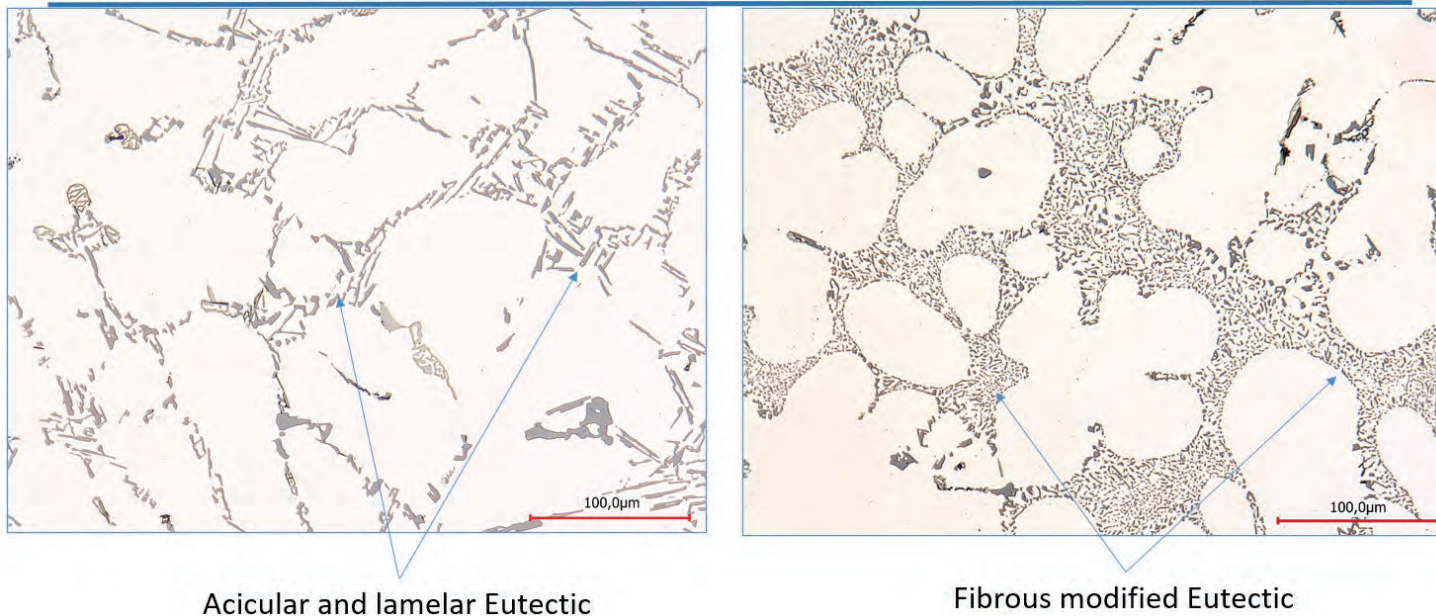 100,0µm
100,0µm
Acicular and lamelar Eutectic
Fibrous modified Eutectic